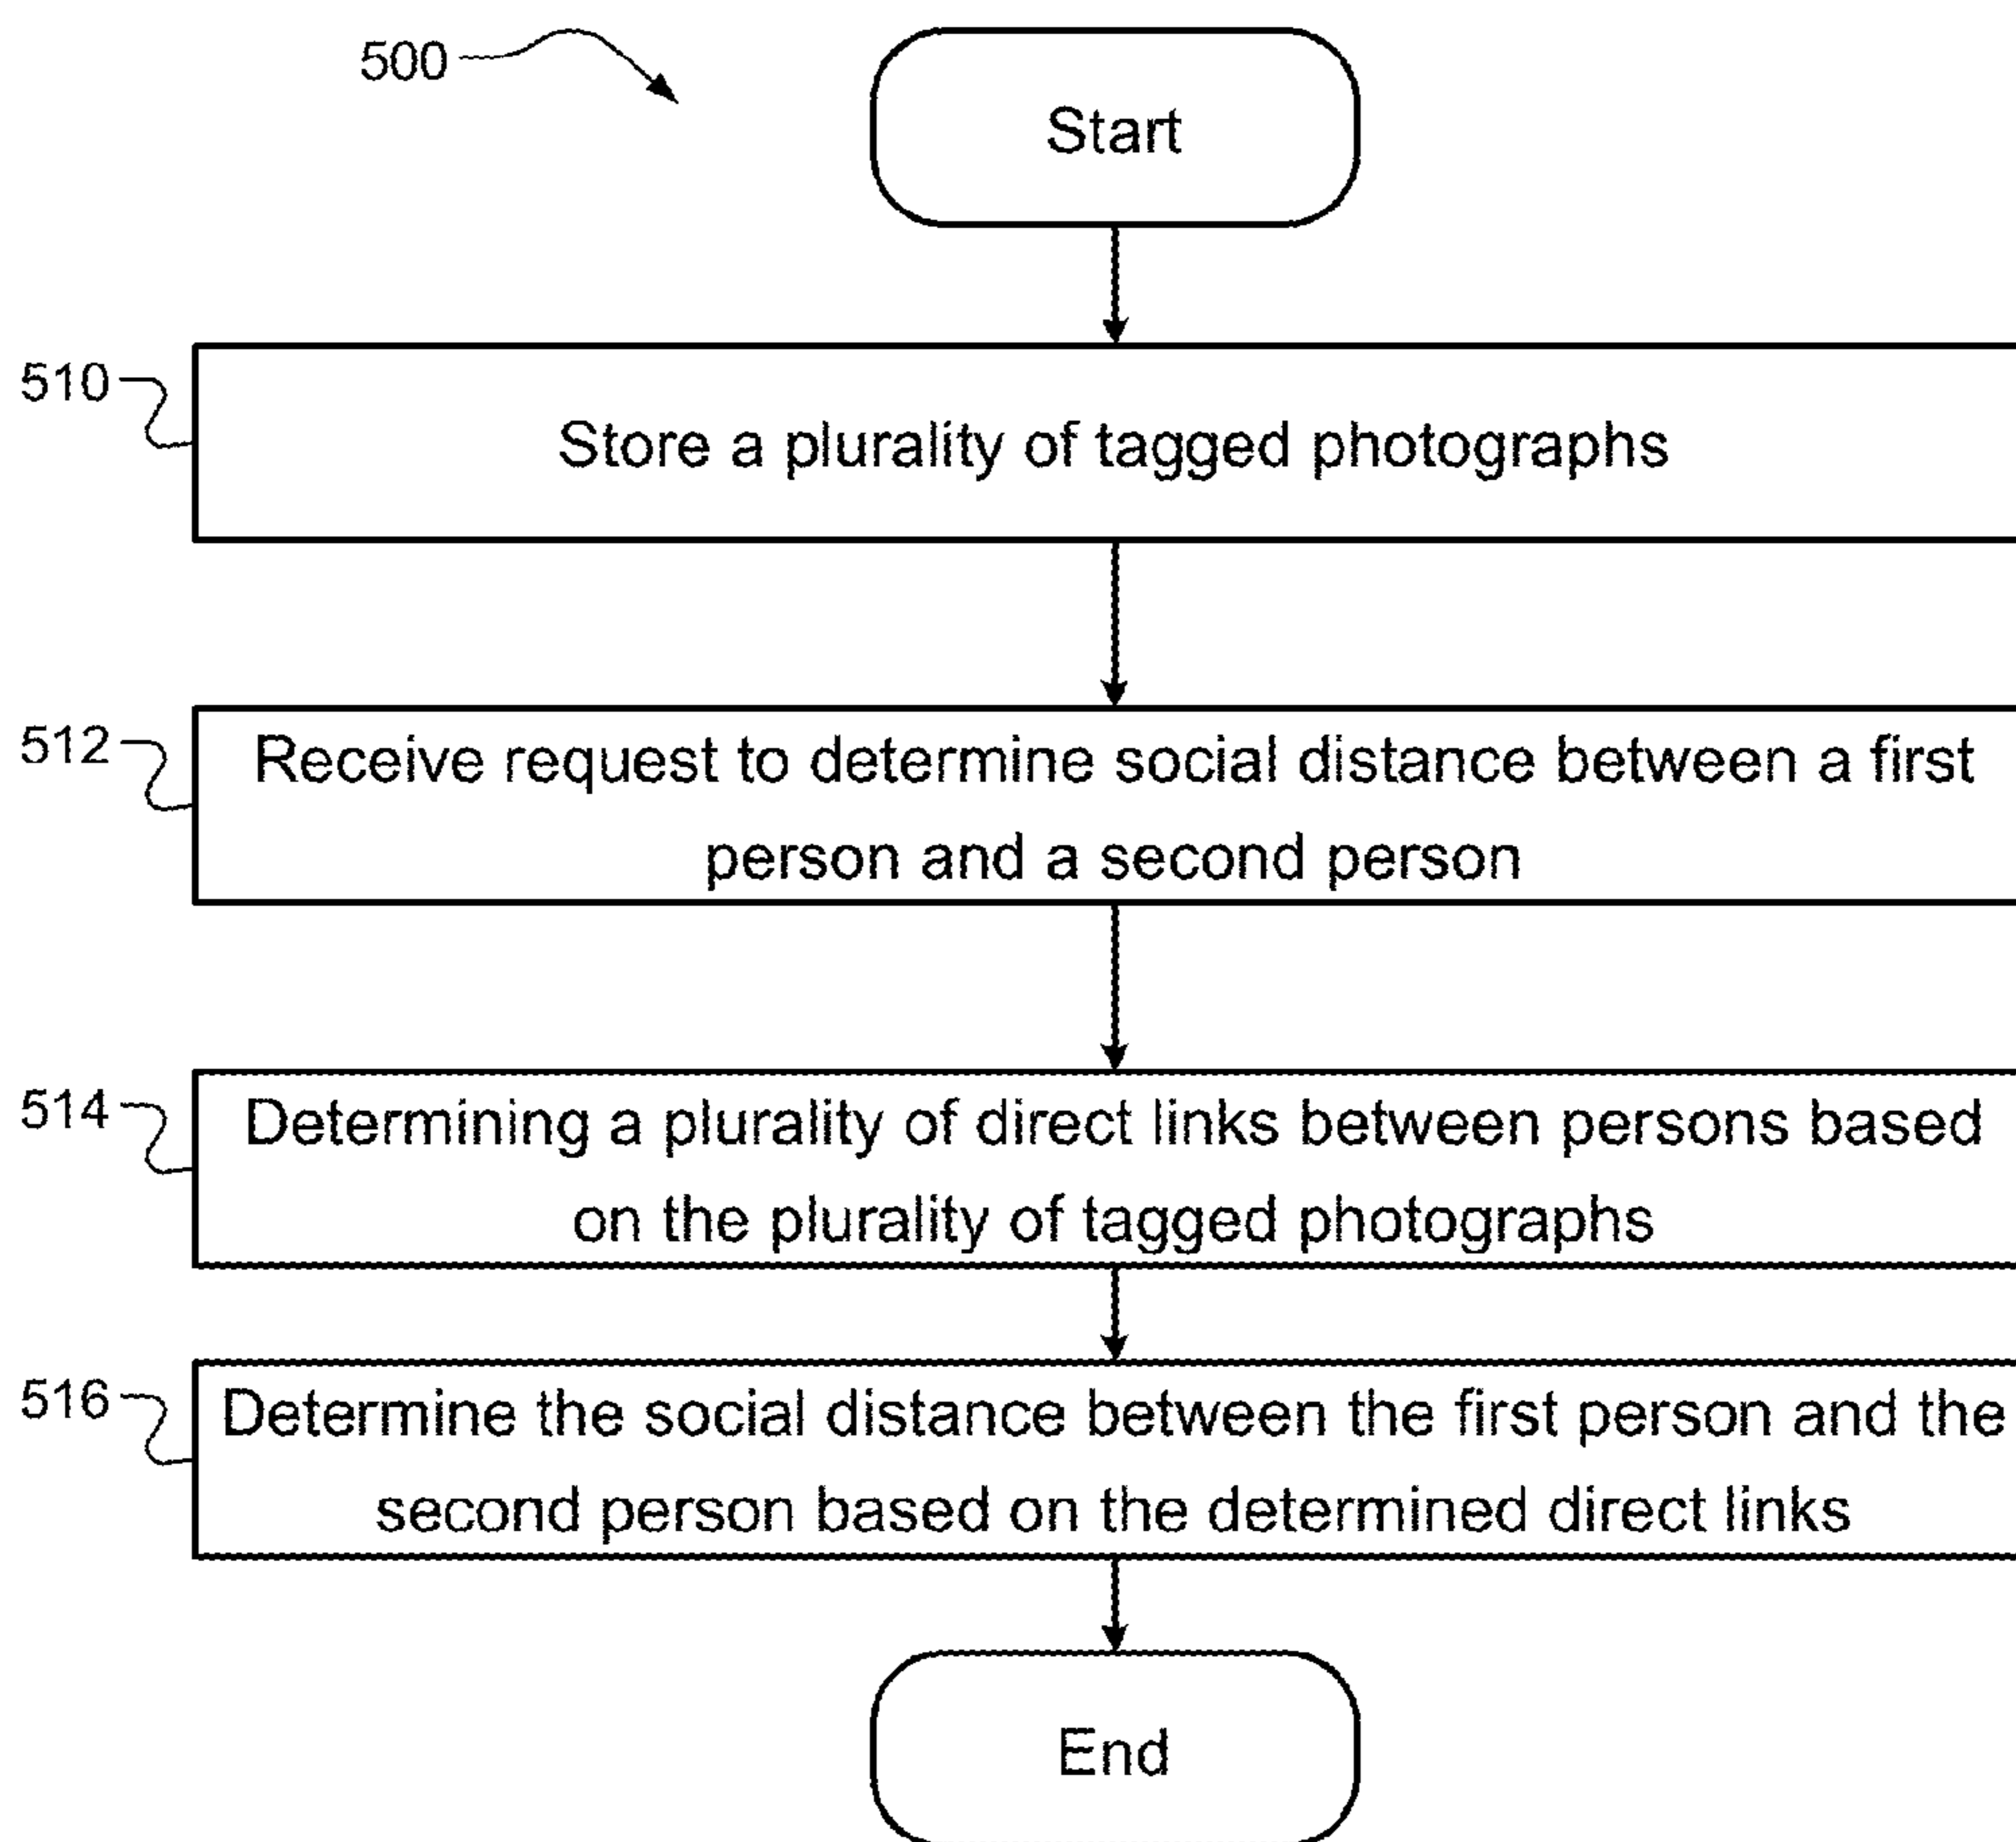 500
Start
510
Store a plurality of tagged photographs
512
Receive request to determine social distance between a first
person and a second person
514
Determining a plurality of direct links between persons based
on the plurality of tagged photographs
516
Determine the social distance between the first person and the
second person based on the determined direct links
End